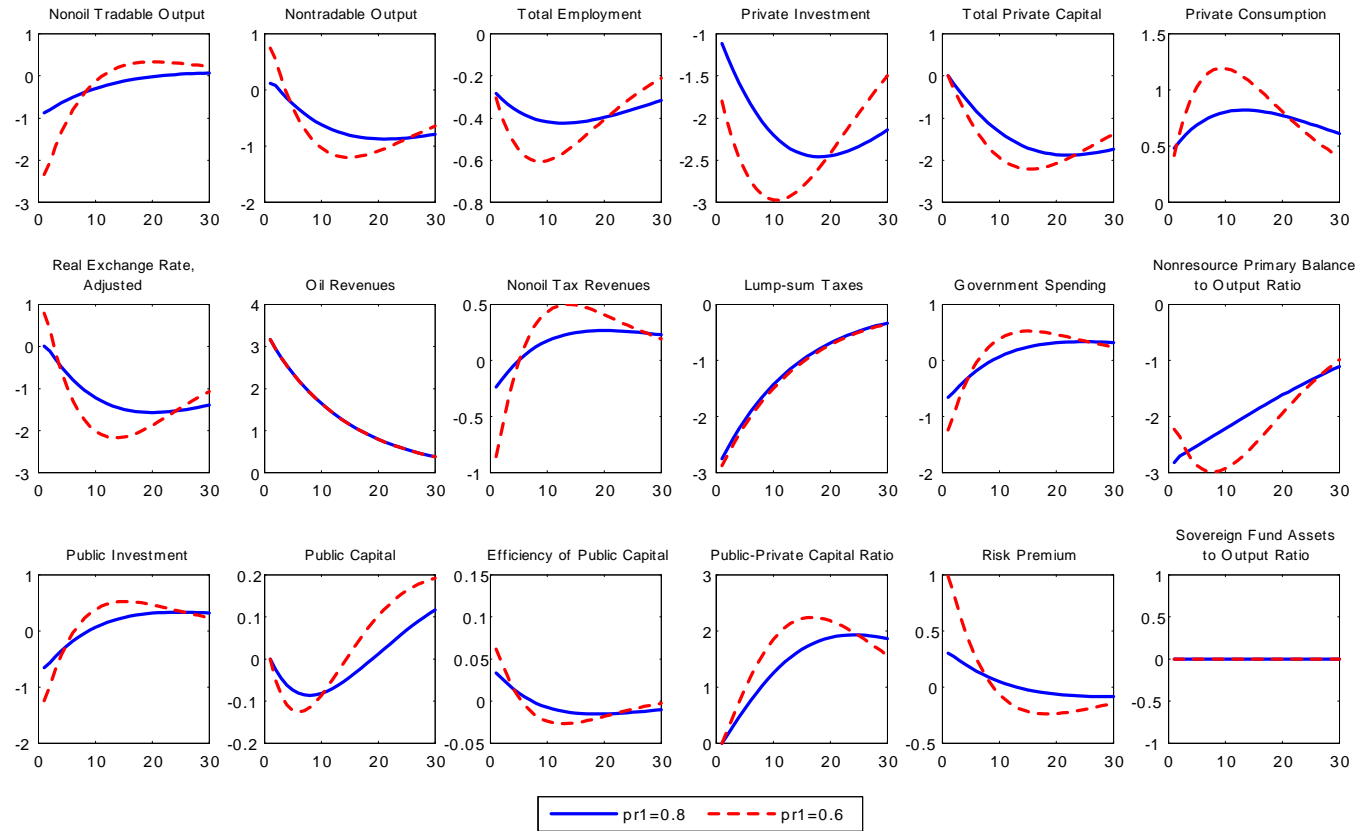 Nonoil Tradable Output
Nontradable Output
Total Employment
Private Investment
Total Private Capital
Private Consumption
1
0
-1
-2
-3
0 10 20 30
1
0
-1
-2
0 10 20 30
0
-0.2
-0.4
-0.6
-0.8
0 10 20 30
-1
-1.5
-2
-2.5
-3
0 10 20 30
1
0
-1
-2
-3
0 10 20 30
1.5
1
0.5
0
0 10 20 30
Real Exchange Rate,
Adjusted
Oil Revenues
Nonoil Tax Revenues
Lump-sum Taxes
Government Spending
Nonresource Primary Balance
to Output Ratio
1
0
-1
-2
-3
0 10 20 30
4
3
2
1
0
0 10 20 30
0.5
0
-0.5
-1
0 10 20 30
0
-1
-2
-3
0 10 20 30
1
0
-1
-2
0 10 20 30
0
-1
-2
-3
0 10 20 30
Public Investment
Public Capital
Efficiency of Public Capital
Public-Private Capital Ratio
Risk Premium
Sovereign Fund Assets
to Output Ratio
1
0
-1
-2
0 10 20 30
0.2
0.1
0
-0.1
-0.2
0 10 20 30
0.15
0.1
0.05
0
-0.05
0 10 20 30
3
2
1
0
0 10 20 30
1
0.5
0
-0.5
0 10 20 30
1
0.5
0
-0.5
-1
0 10 20 30
pr1=0.8
pr1=0.6